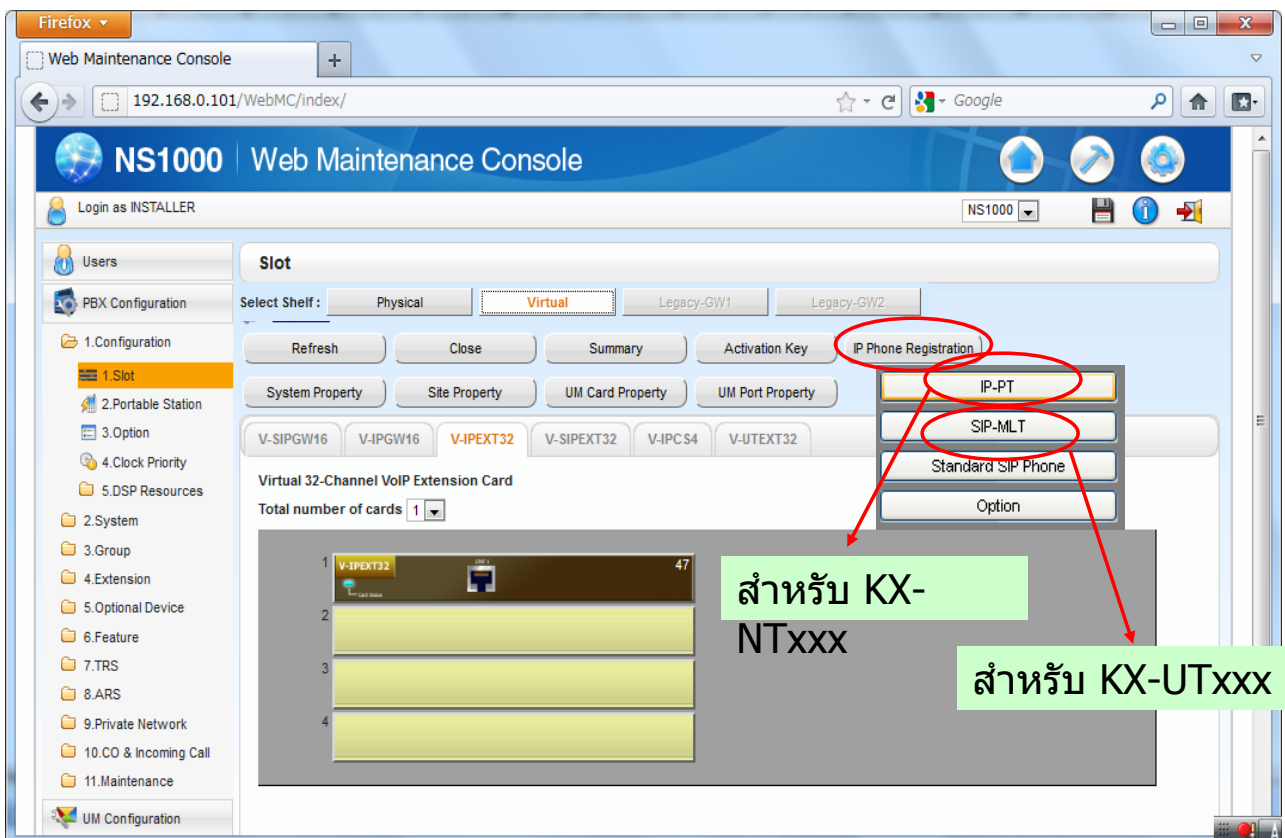 Firefox
Web Maintenance Console
192.168.0.101/WebMC/index/
Google
NS1000
Web Maintenance Console
Login as INSTALLER
NS1000
Users
PBX Configuration
1.Configuration
1.Slot
2.Portable Station
3.Option
4.Clock Priority
5.DSP Resources
2.System
3.Group
4.Extension
5.Optional Device
6.Feature
7.TRS
8.ARS
9.Private Network
10.CO & Incoming Call
11.Maintenance
UM Configuration
Slot
Select Shelf :
Physical
Virtual
Legacy-GW1
Legacy-GW2
Refresh
Close
Summary
Activation Key
IP Phone Registration
System Property
Site Property
UM Card Property
UM Port Property
IP-PT
SIP-MLT
Standard SIP Phone
Option
V-SIPGW16
V-IPGW16
V-IPEXT32
V-SIPEXT32
V-IPCS4
V-UTEXT32
Virtual 32-Channel VoIP Extension Card
Total number of cards 1
1
V-IPEXT32
Card Status
47
2
3
4
สำหรับ KX-
NTxxx
สำหรับ KX-UTxxx